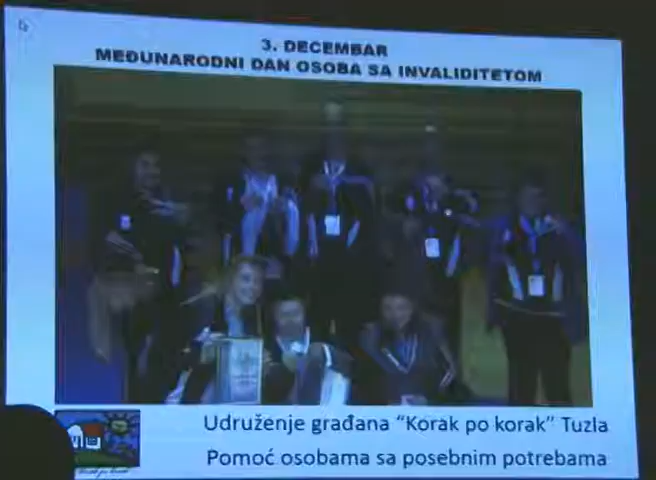 3. DECEMBAR
MEĐUNARODNI DAN OSOBA SA INVALIDITETOM
Udruženje građana “Korak po korak” Tuzla
Pomoć osobama sa posebnim potrebama